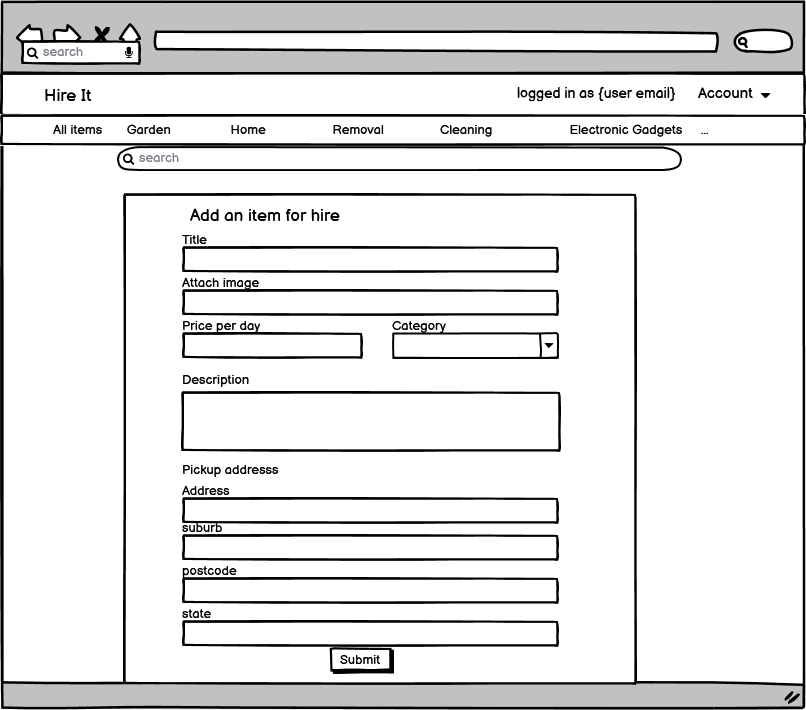 search
Hire It
logged in as {user email}
Account
All items Garden Home Removal Cleaning Electronic Gadgets ...
search
Add an item for hire
Title
Attach image
Price per day Category
Description
Pickup addresss
Address
suburb
postcode
state
Submit